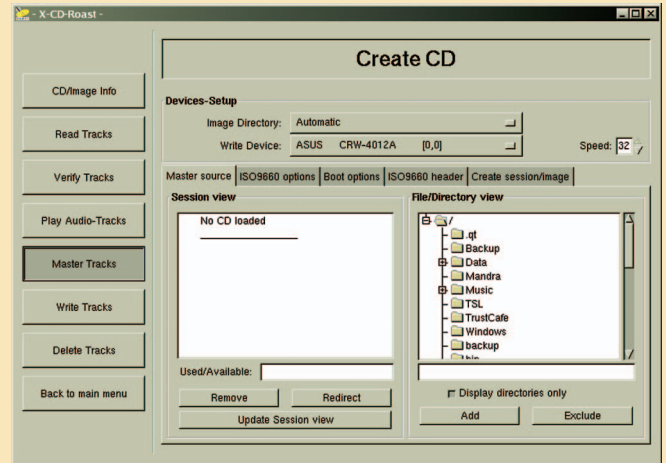 - X-CD-Roast -
Create CD
CD/Image Info
Read Tracks
Verify Tracks
Play Audio-Tracks
Master Tracks
Write Tracks
Delete Tracks
Back to main menu
Devices-Setup
Image Directory: Automatic
Write Device: ASUS CRW-4012A [0,0] Speed: 32
Master source ISO9660 options Boot options ISO9660 header Create session/image
Session view
No CD loaded
Used/Available:
Remove Redirect
Update Session view
File/Directory view
/
.qt
Backup
Data
Mandra
Music
TSL
TrustCafe
Windows
backup
Display directories only
Add Exclude